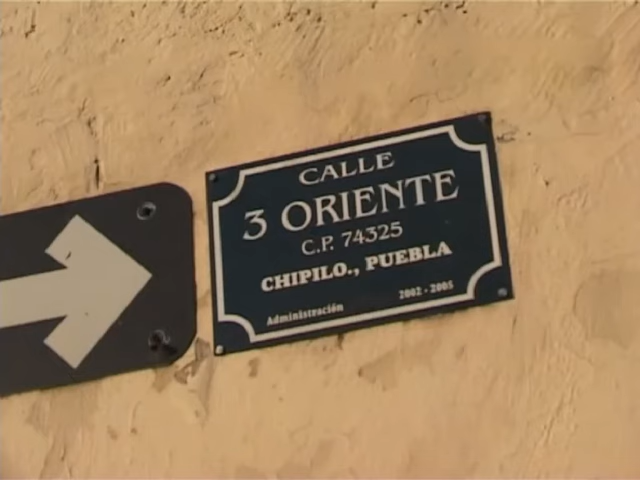 CALLE
3 ORIENTE
C.P. 74325
CHIPILO., PUEBLA
Administración 2002 - 2005